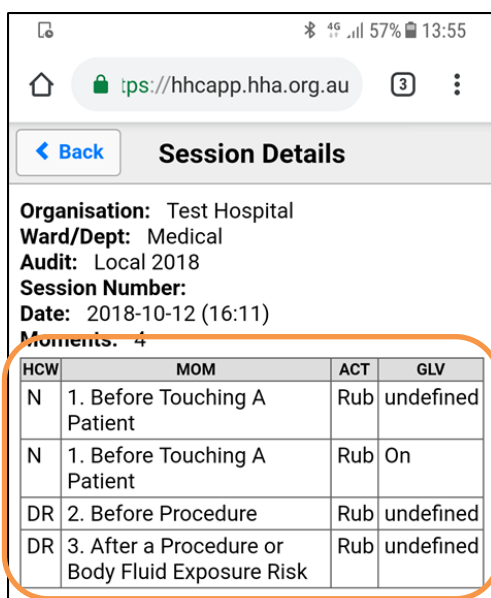 4G 57% 13:55
tps://hhcapp.hha.org.au 3
Back Session Details
Organisation: Test Hospital
Ward/Dept: Medical
Audit: Local 2018
Session Number:
Date: 2018-10-12 (16:11)
Moments: 4
HCW MOM ACT GLV
N 1. Before Touching A Rub undefined
Patient
N 1. Before Touching A Rub On
Patient
DR 2. Before Procedure Rub undefined
DR 3. After a Procedure or Rub undefined
Body Fluid Exposure Risk